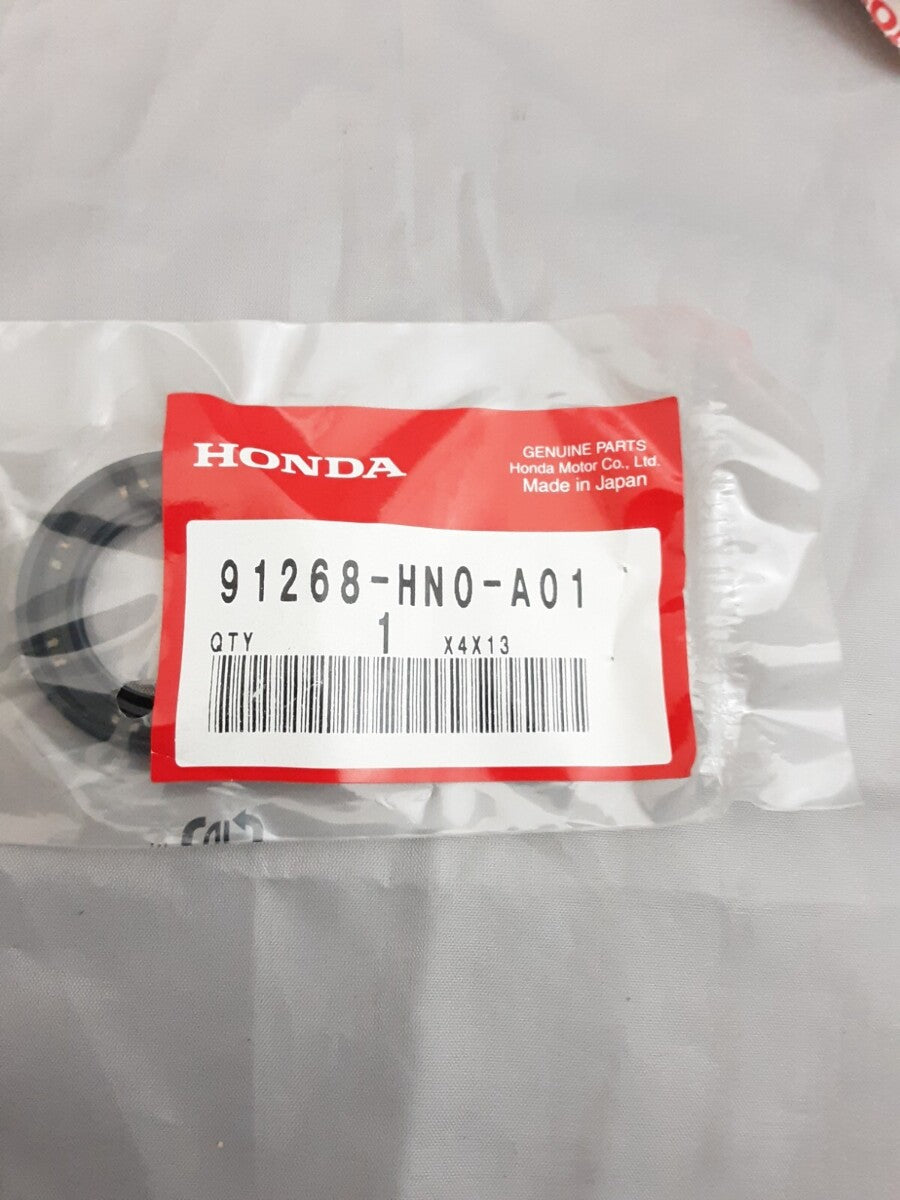 HONDA
GENUINE PARTS
Honda Motor Co., Ltd.
Made in Japan
91268-HN0-A01
QTY 1 X4X13